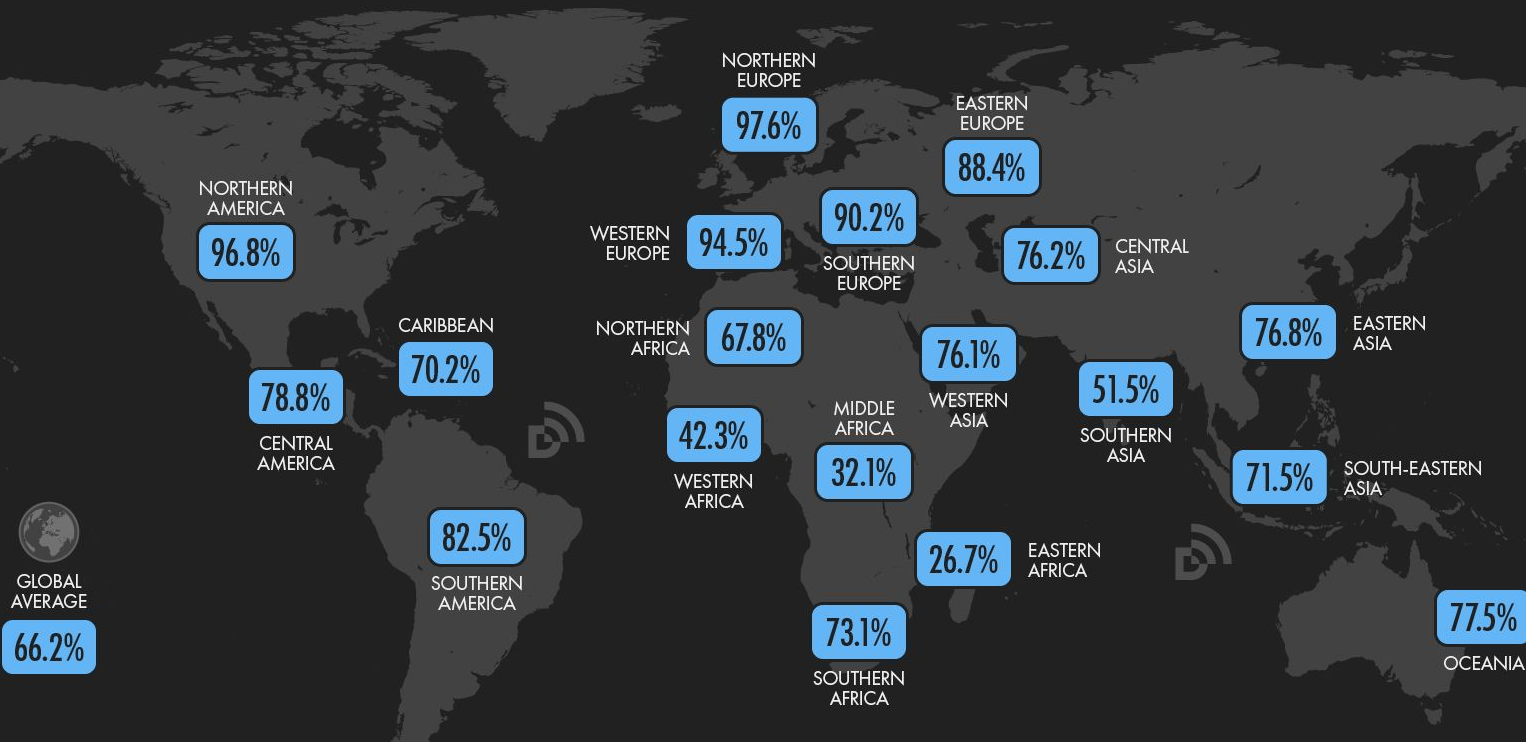 NORTHERN
EUROPE
97.6%
EASTERN
EUROPE
88.4%
NORTHERN
AMERICA
96.8%
WESTERN
EUROPE
94.5%
90.2%
SOUTHERN
EUROPE
76.2%
CENTRAL
ASIA
CARIBBEAN
70.2%
NORTHERN
AFRICA
67.8%
76.1%
WESTERN
ASIA
76.8%
EASTERN
ASIA
78.8%
CENTRAL
AMERICA
42.3%
WESTERN
AFRICA
MIDDLE
AFRICA
32.1%
51.5%
SOUTHERN
ASIA
71.5%
SOUTH-EASTERN
ASIA
82.5%
SOUTHERN
AMERICA
26.7%
EASTERN
AFRICA
GLOBAL
AVERAGE
66.2%
73.1%
SOUTHERN
AFRICA
77.5%
OCEANIA